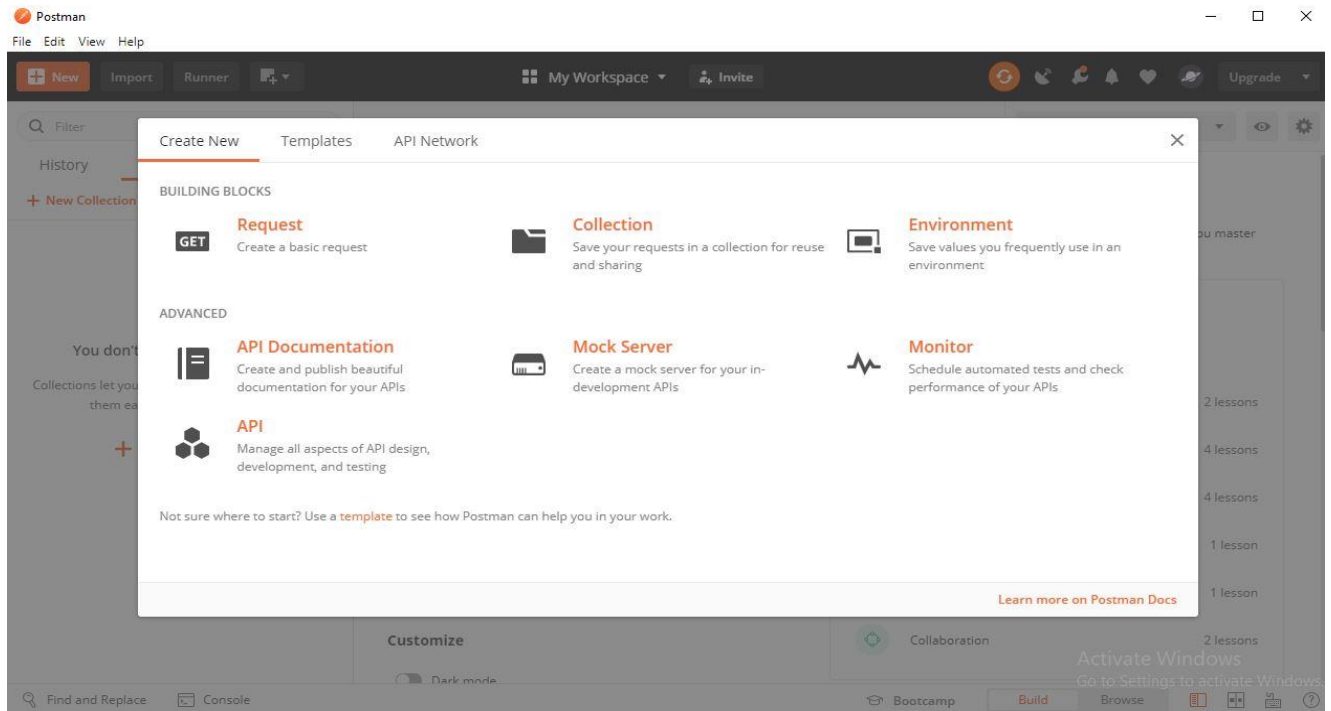 Postman
File Edit View Help
New Import Runner My Workspace Invite Upgrade
Filter
History
+ New Collection
You don't
Collections let you
them ea
Create New Templates API Network
BUILDING BLOCKS
GET
Request
Create a basic request
Collection
Save your requests in a collection for reuse
and sharing
Environment
Save values you frequently use in an
environment
ADVANCED
API Documentation
Create and publish beautiful
documentation for your APIs
Mock Server
Create a mock server for your in-
development APIs
Monitor
Schedule automated tests and check
performance of your APIs
API
Manage all aspects of API design,
development, and testing
Not sure where to start? Use a template to see how Postman can help you in your work.
Learn more on Postman Docs
ou master
2 lessons
4 lessons
4 lessons
1 lesson
1 lesson
Customize
Collaboration 2 lessons
Dark mode
Activate Windows
Go to Settings to activate Windows.
Find and Replace Console Bootcamp Build Browse